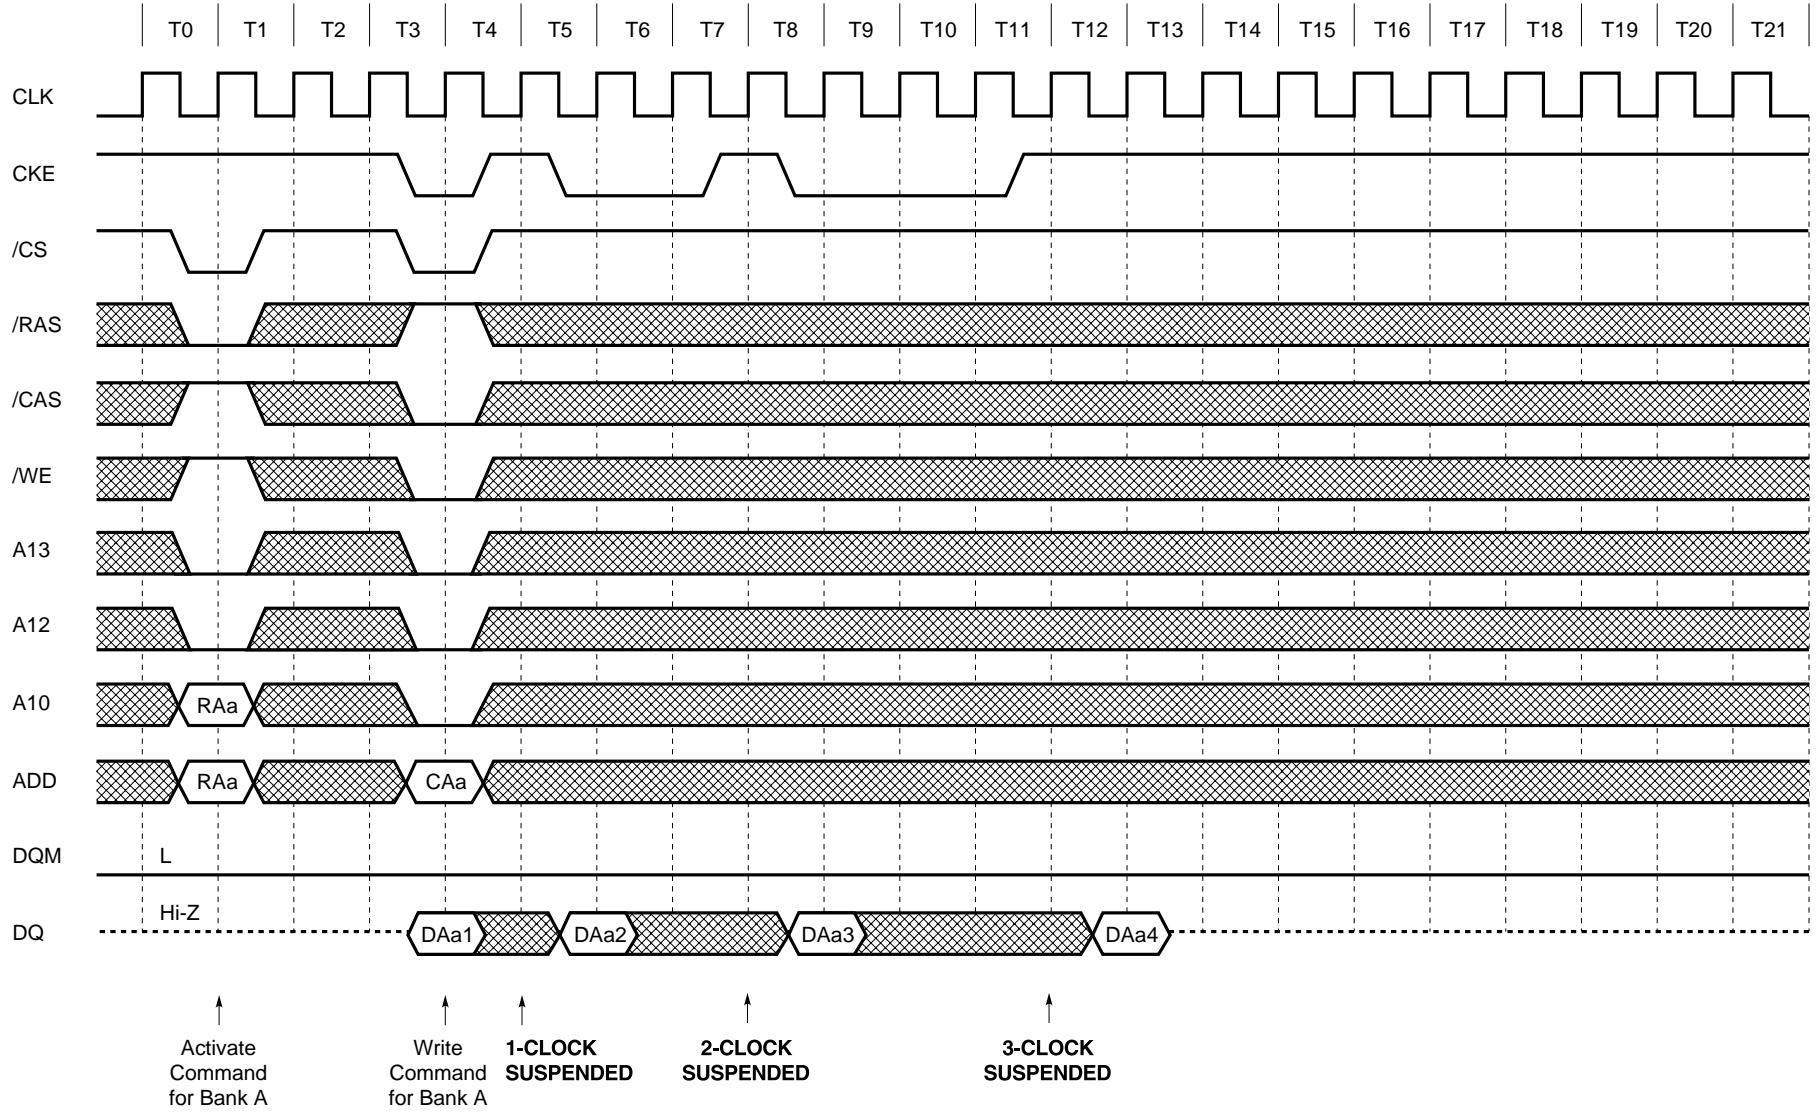 T0 T1 T2 T3 T4 T5 T6 T7 T8 T9 T10 T11 T12 T13 T14 T15 T16 T17 T18 T19 T20 T21
CLK
CKE
/CS
/RAS
/CAS
/WE
A13
A12
A10 RAa
ADD RAa CAa
DQM L
Hi-Z
DQ DAa1 DAa2 DAa3 DAa4
Activate
Command
for Bank A
Write
Command
for Bank A
1-CLOCK
SUSPENDED
2-CLOCK
SUSPENDED
3-CLOCK
SUSPENDED